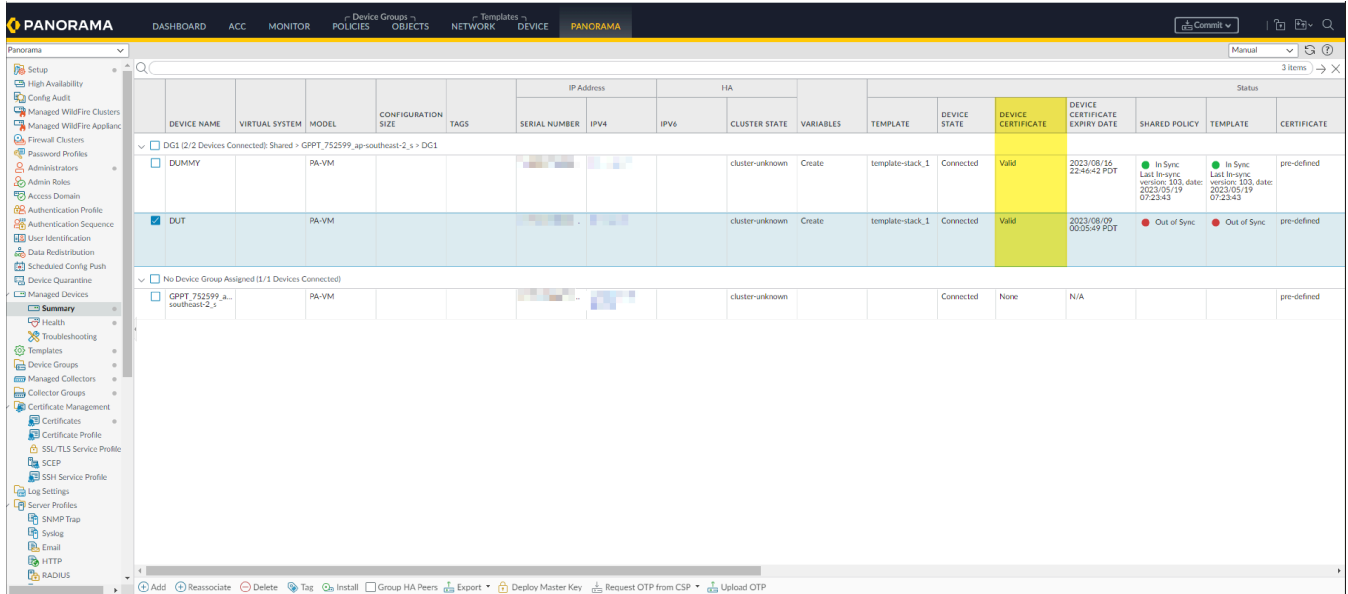 PANORAMA
DASHBOARD ACC MONITOR Device Groups POLICIES OBJECTS Templates NETWORK DEVICE PANORAMA Commit
Panorama
Manual
3 items
Setup
High Availability
Config Audit
Managed WildFire Clusters
Managed WildFire Applianc
Firewall Clusters
Password Profiles
Administrators
Admin Roles
Access Domain
Authentication Profile
Authentication Sequence
User Identification
Data Redistribution
Scheduled Config Push
Device Quarantine
Managed Devices
Summary
Health
Troubleshooting
Templates
Device Groups
Managed Collectors
Collector Groups
Certificate Management
Certificates
Certificate Profile
SSL/TLS Service Profile
SCEP
SSH Service Profile
Log Settings
Server Profiles
SNMP Trap
Syslog
Email
HTTP
RADIUS
IP Address HA Status
DEVICE NAME VIRTUAL SYSTEM MODEL CONFIGURATION SIZE TAGS SERIAL NUMBER IPV4 IPV6 CLUSTER STATE VARIABLES TEMPLATE DEVICE STATE DEVICE CERTIFICATE DEVICE CERTIFICATE EXPIRY DATE SHARED POLICY TEMPLATE CERTIFICATE
DG1 (2/2 Devices Connected): Shared > GPPT_752599_ap-southeast-2_s > DG1
DUMMY PA-VM cluster-unknown Create template-stack_1 Connected Valid 2023/08/16 22:46:42 PDT In Sync Last In-sync version: 103, date: 2023/05/19 07:23:43 In Sync Last In-sync version: 103, date: 2023/05/19 07:23:43 pre-defined
DUT PA-VM cluster-unknown Create template-stack_1 Connected Valid 2023/08/09 00:05:49 PDT Out of Sync Out of Sync pre-defined
No Device Group Assigned (1/1 Devices Connected)
GPPT_752599_a... southeast-2_s PA-VM cluster-unknown Connected None N/A pre-defined
Add Reassociate Delete Tag Install Group HA Peers Export Deploy Master Key Request OTP from CSP Upload OTP